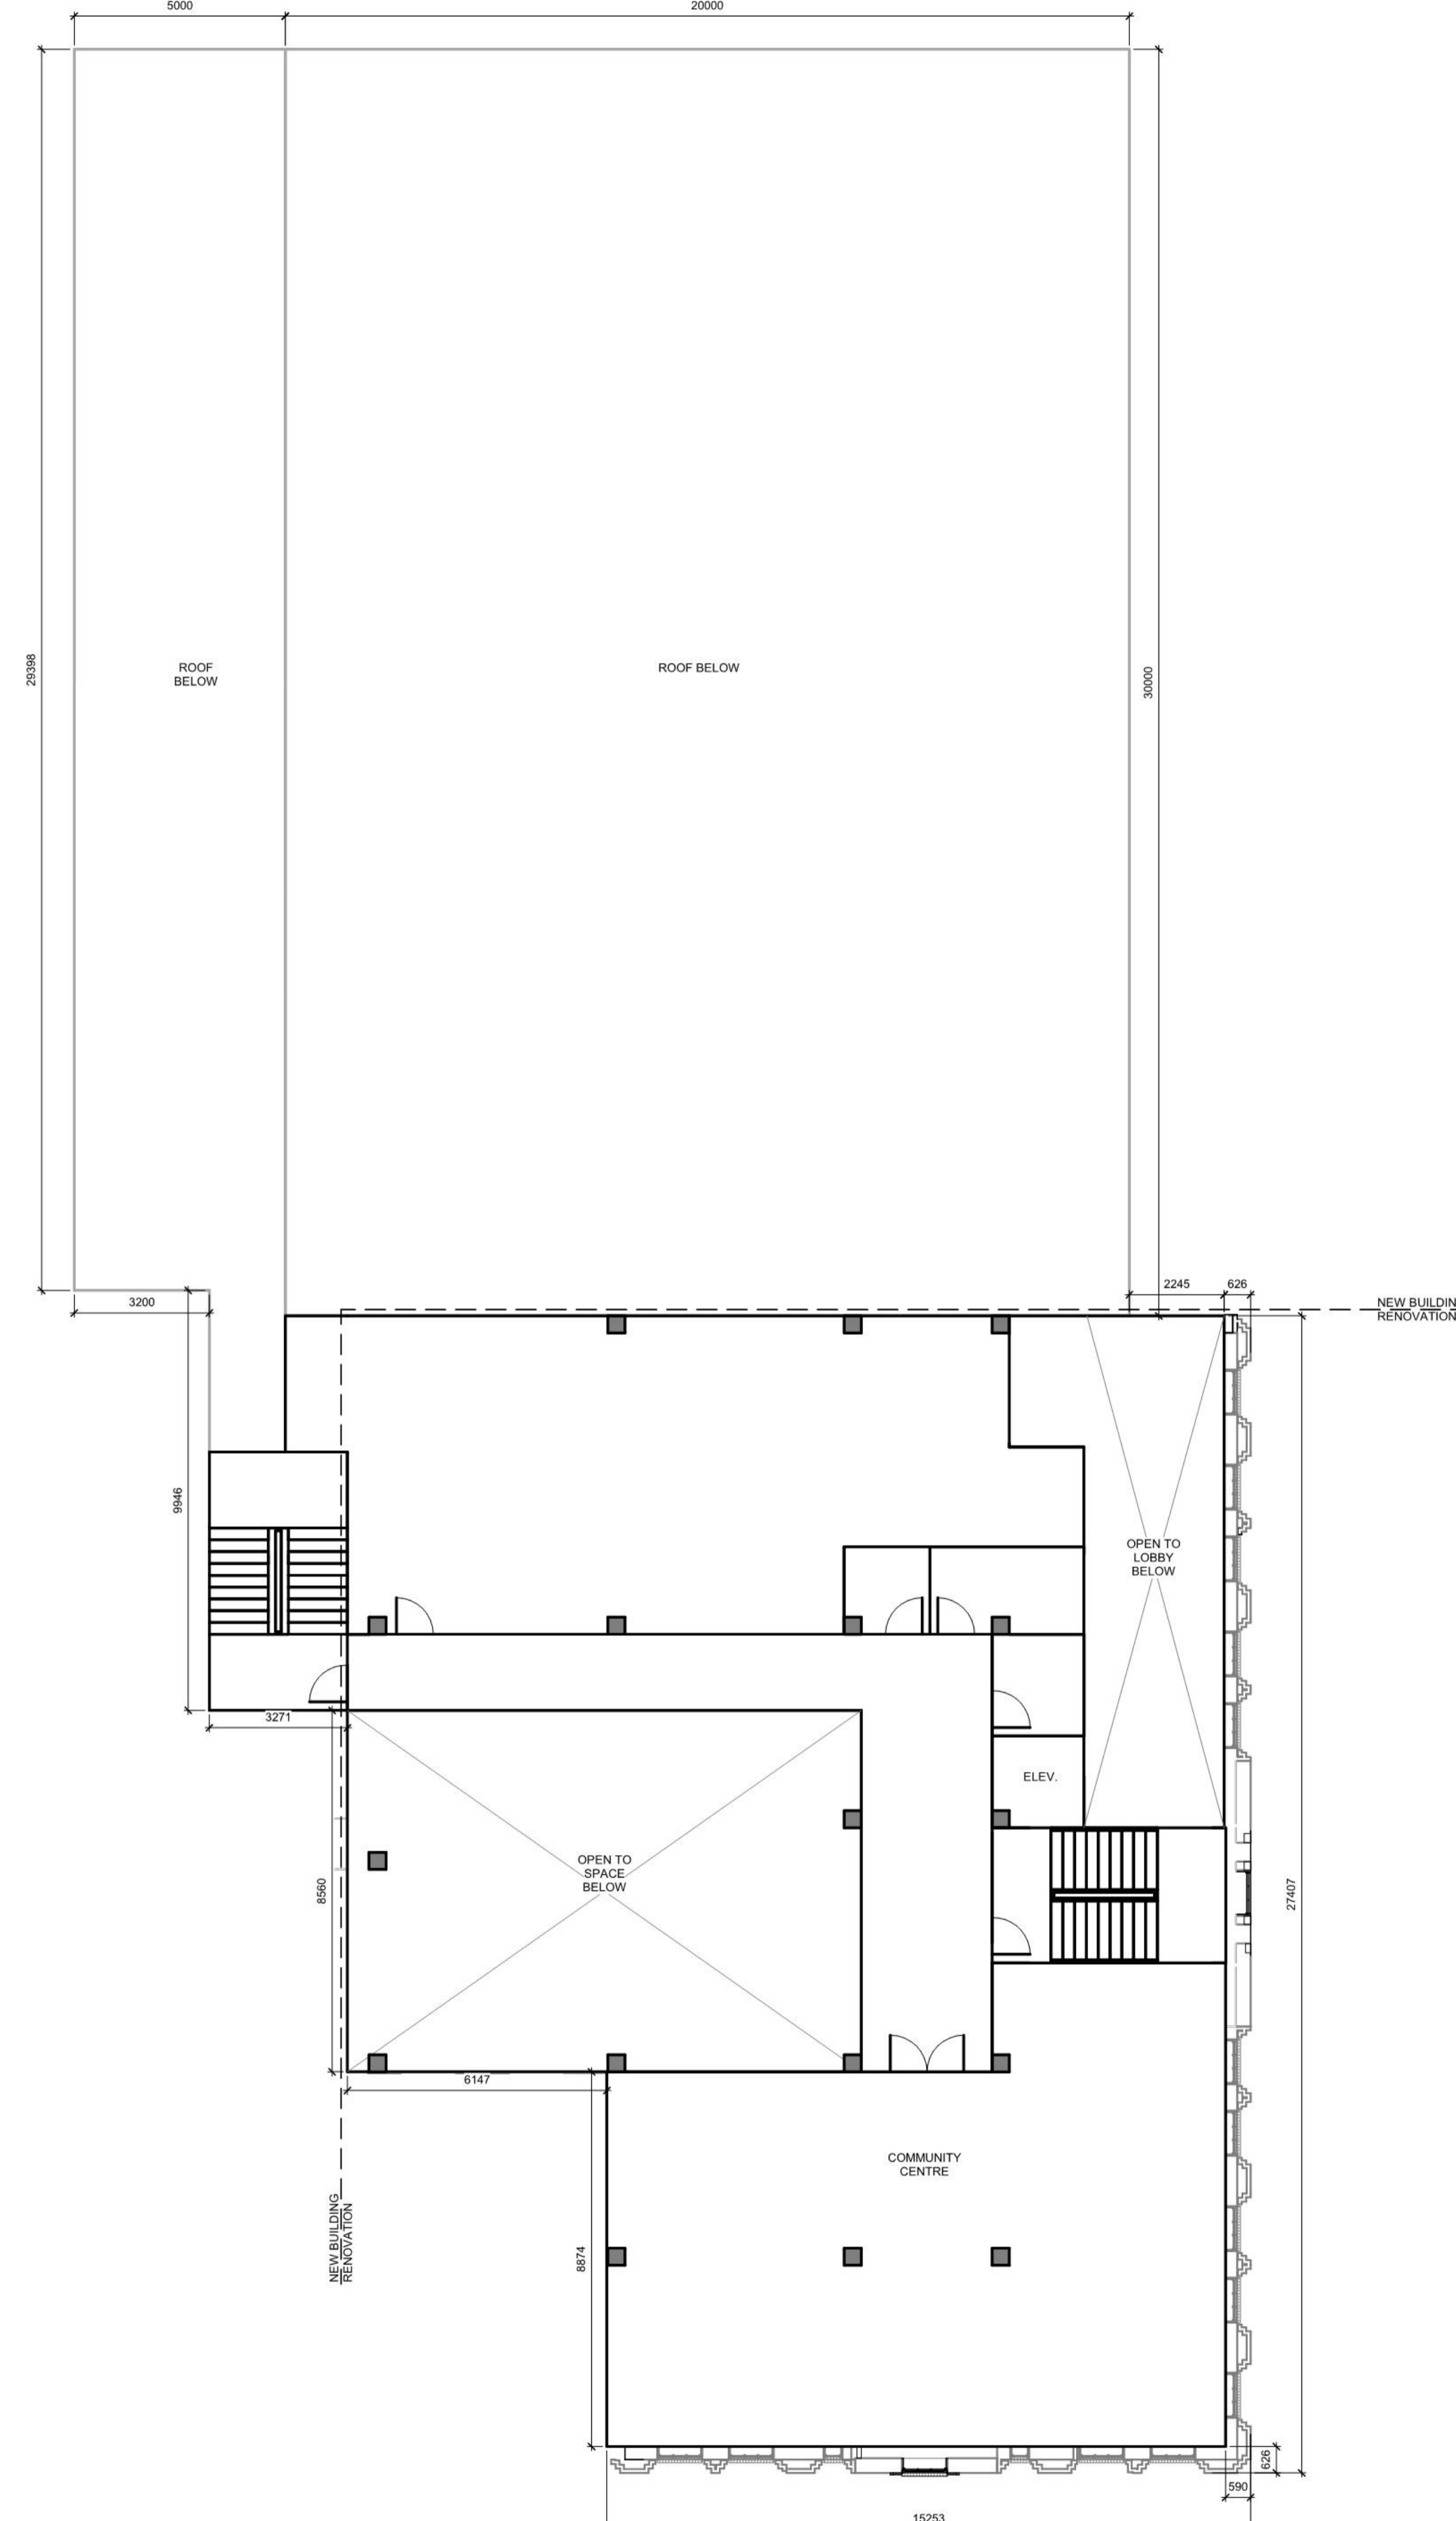 5000
20000
29398
ROOF
BELOW
ROOF BELOW
30000
3200
2245
626
NEW BUILDIN
RENOVATION
9946
OPEN TO
LOBBY
BELOW
3271
ELEV.
8560
OPEN TO
SPACE
BELOW
27407
6147
COMMUNITY
CENTRE
NEW BUILDING
RENOVATION
8874
626
590
15253